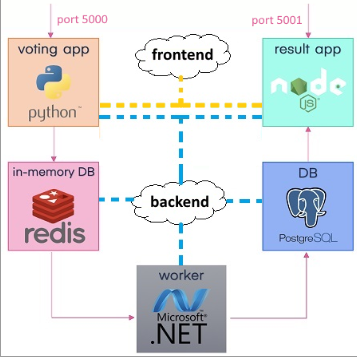 port 5000
port 5001
voting app
python™
frontend
result app
node
JS
in-memory DB
redis
backend
DB
PostgreSQL
worker
Microsoft®
.NET